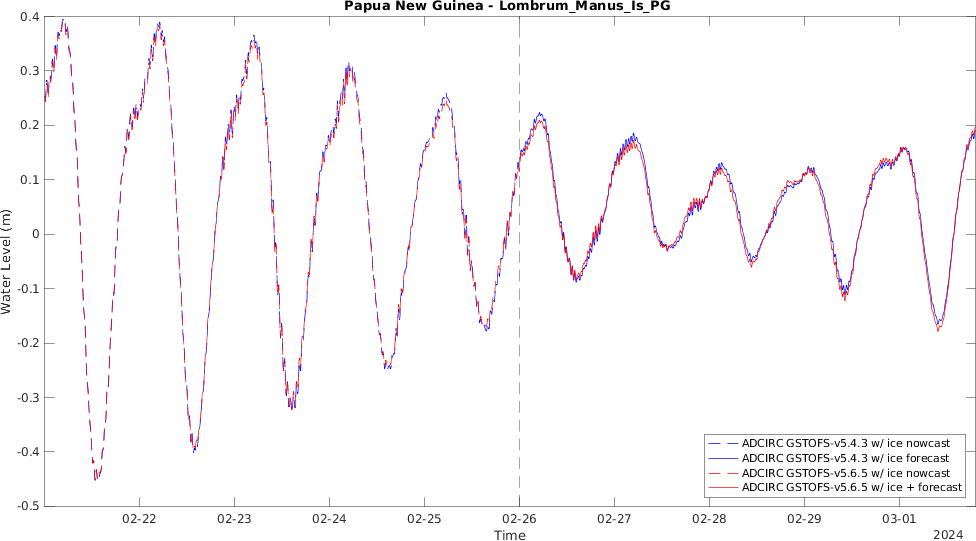 Papua New Guinea - Lombrum_Manus_Is_PG
0.4
0.3
0.2
0.1
0
-0.1
-0.2
-0.3
-0.4
-0.5
Water Level (m)
02-22
02-23
02-24
02-25
02-26
02-27
02-28
02-29
03-01
Time
2024
ADCIRC GSTOFS-v5.4.3 w/ ice nowcast
ADCIRC GSTOFS-v5.4.3 w/ ice forecast
ADCIRC GSTOFS-v5.6.5 w/ ice nowcast
ADCIRC GSTOFS-v5.6.5 w/ ice + forecast